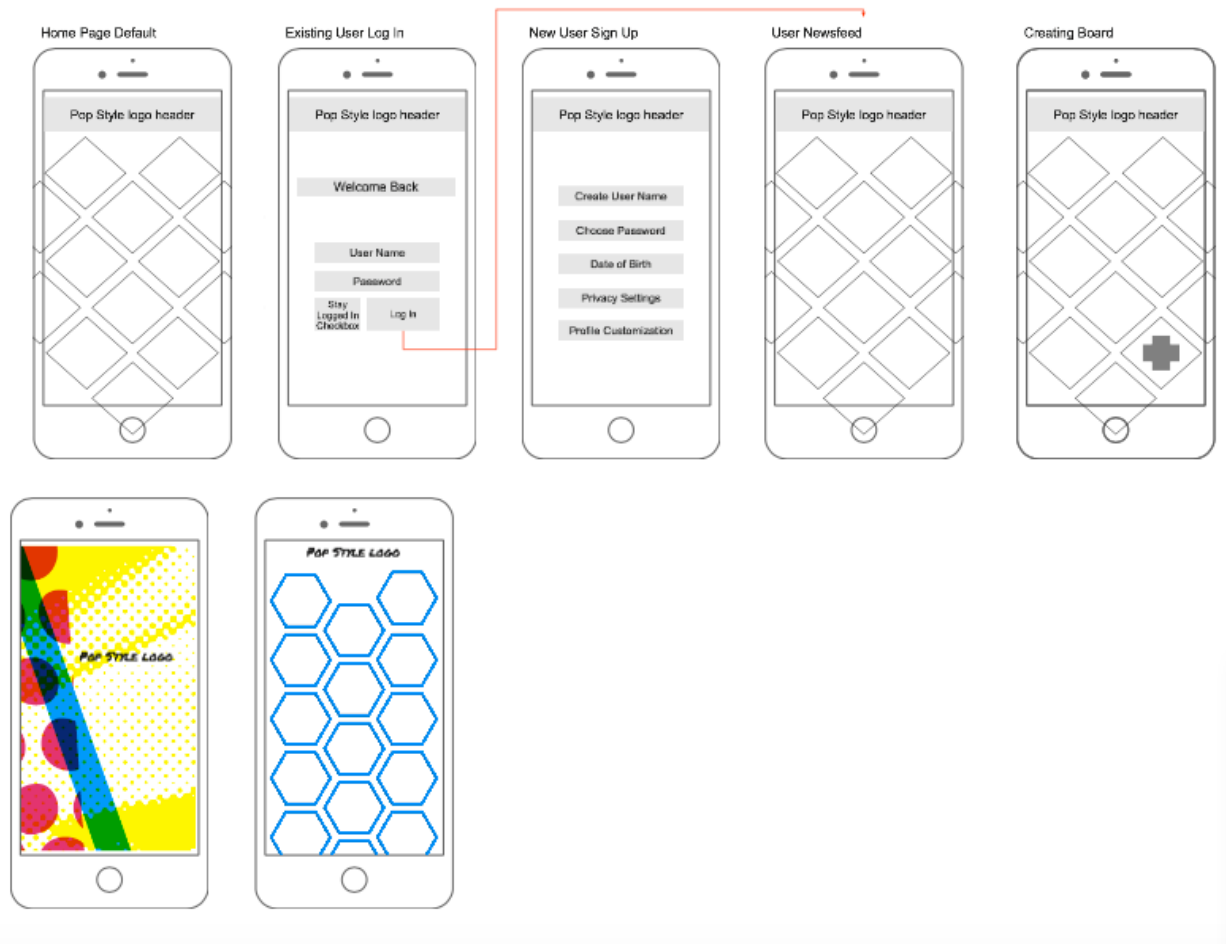 Home Page Default
Existing User Log In
New User Sign Up
User Newsfeed
Creating Board
Pop Style logo header
Pop Style logo header
Welcome Back
User Name
Password
Stay
Logged In
Checkbox
Log In
Pop Style logo header
Create User Name
Choose Password
Date of Birth
Privacy Settings
Profile Customization
Pop Style logo header
Pop Style logo header
Pop Style logo
Pop Style logo